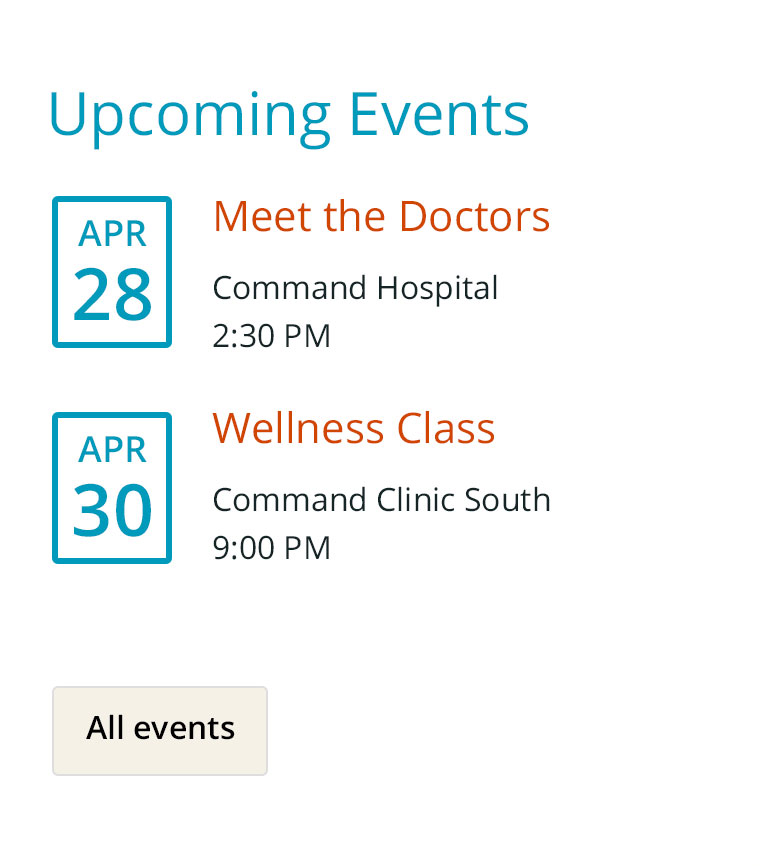 Upcoming Events
APR
28
Meet the Doctors
Command Hospital
2:30 PM
APR
30
Wellness Class
Command Clinic South
9:00 PM
All events